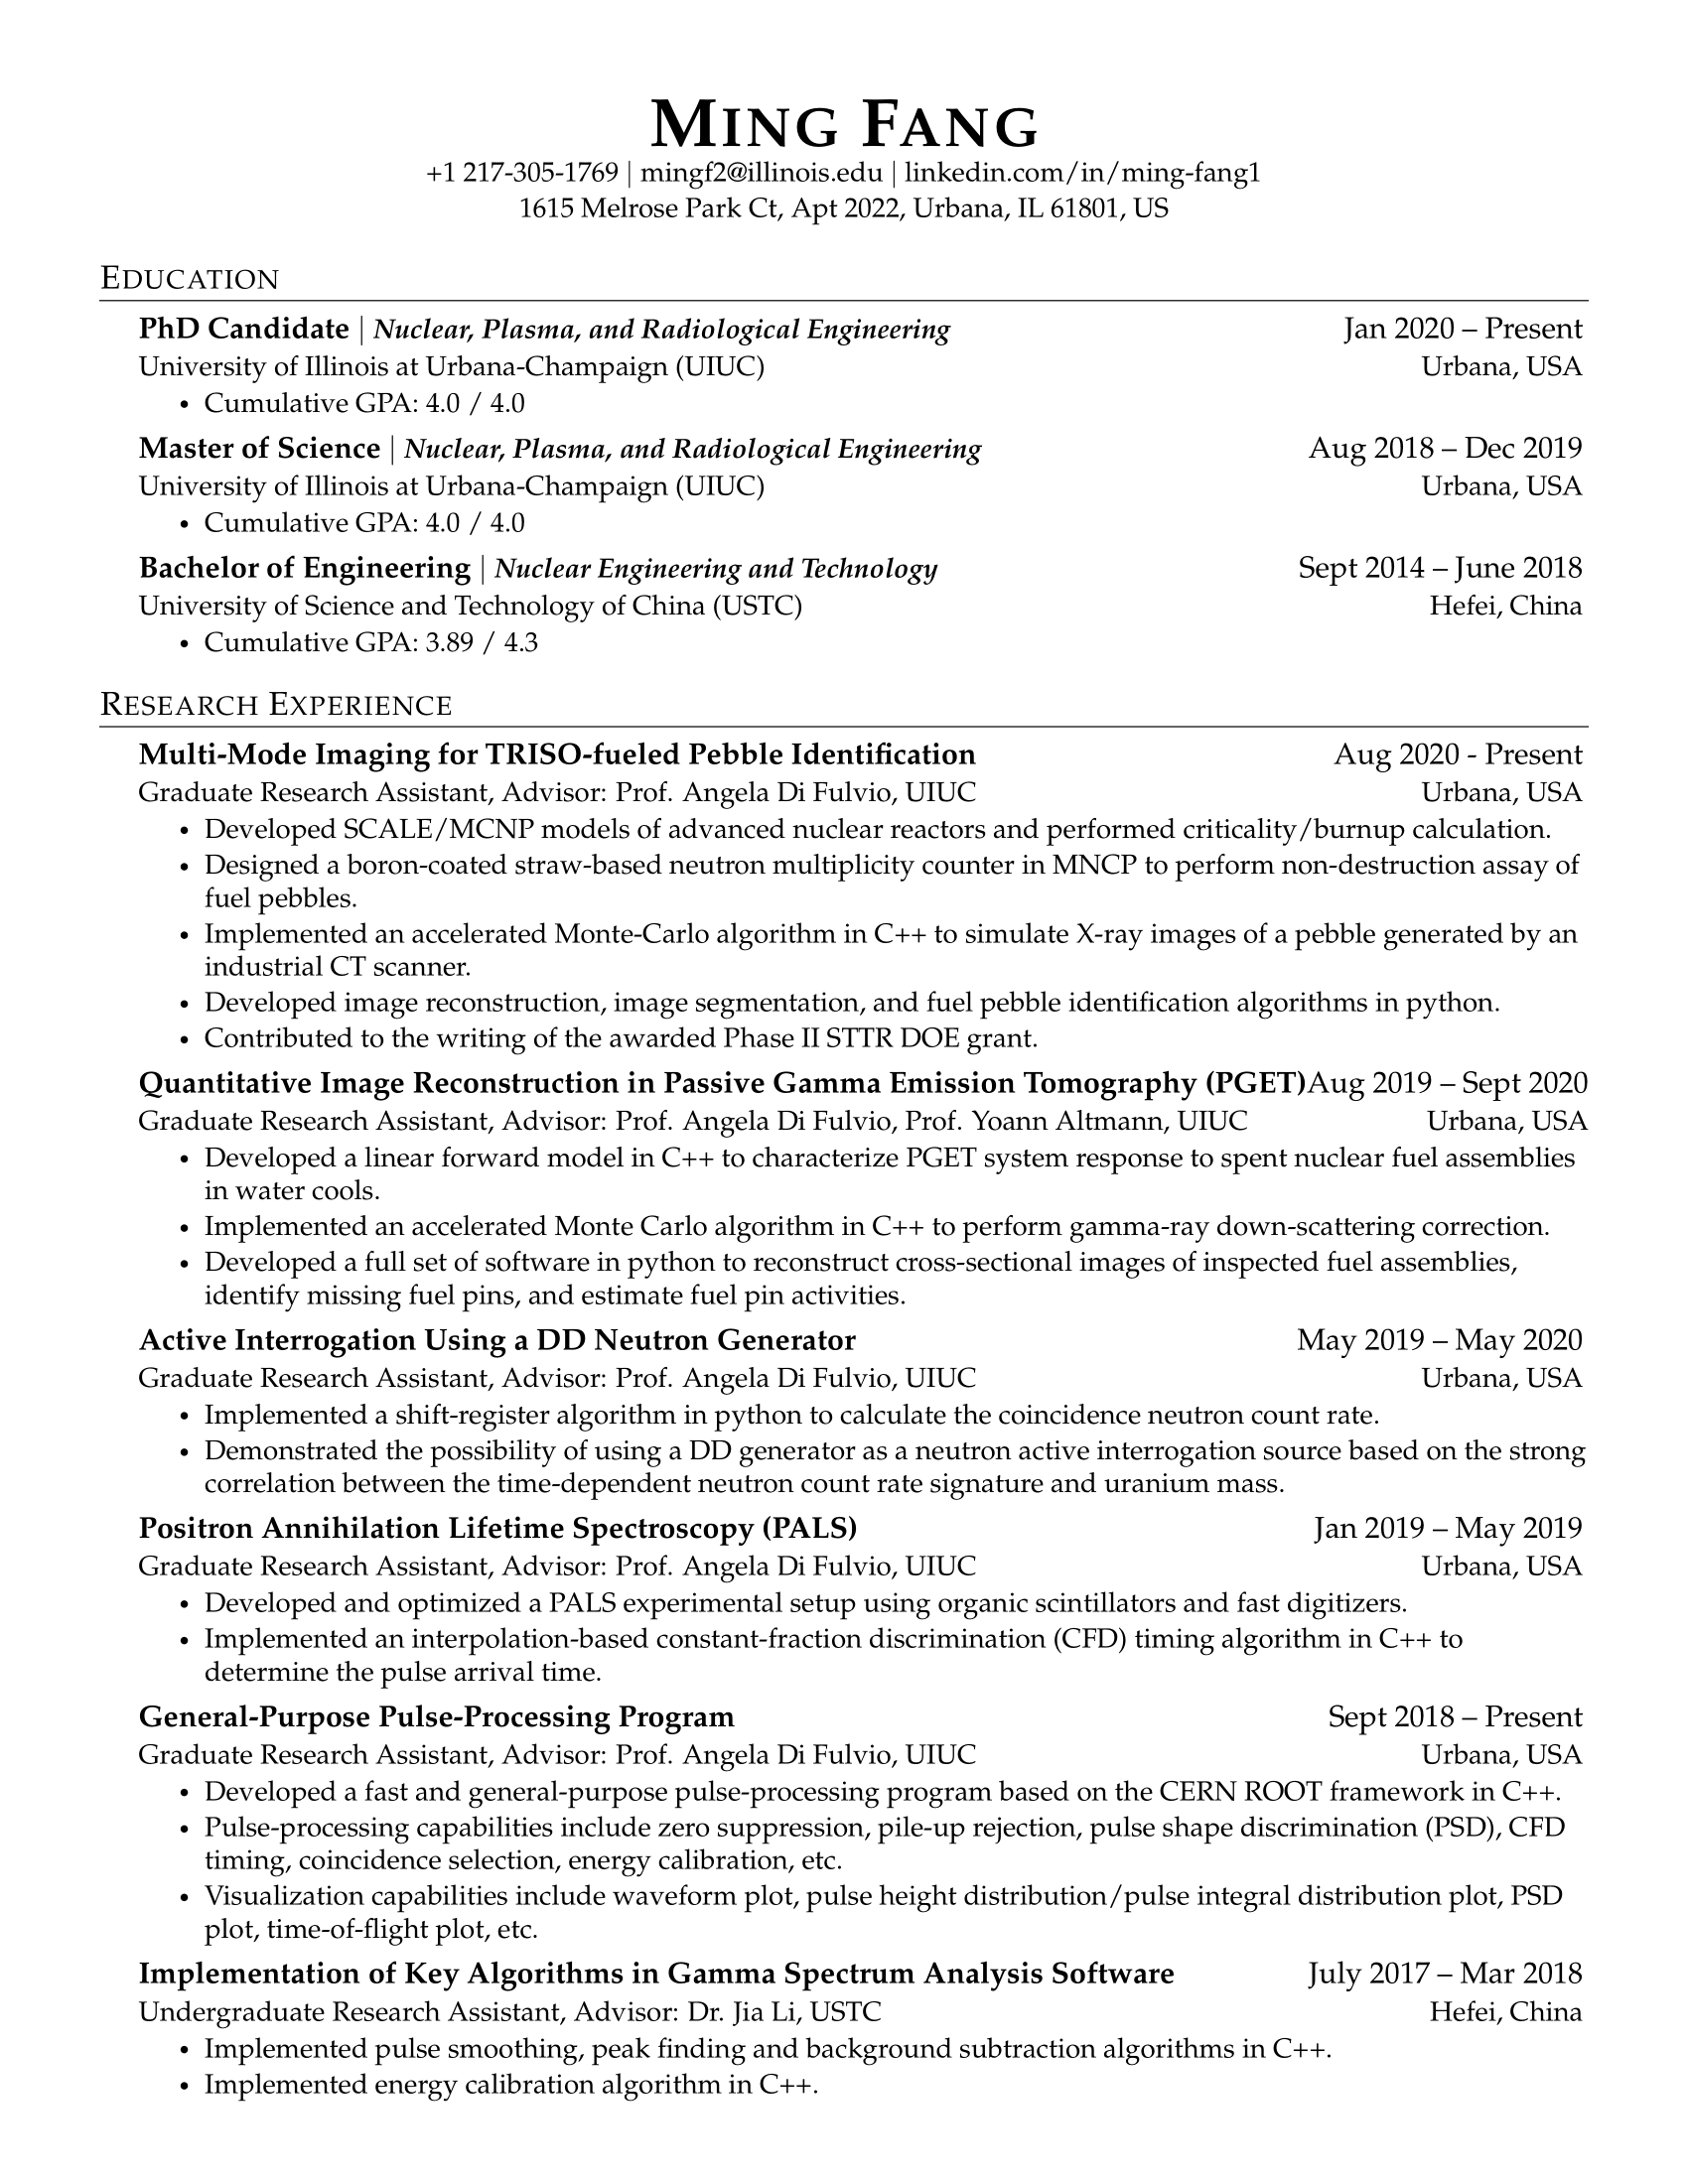 MING FANG
+1 217-305-1769 | mingf2@illinois.edu | linkedin.com/in/ming-fang1
1615 Melrose Park Ct, Apt 2022, Urbana, IL 61801, US
EDUCATION
PhD Candidate | Nuclear, Plasma, and Radiological Engineering Jan 2020 – Present
University of Illinois at Urbana-Champaign (UIUC) Urbana, USA
• Cumulative GPA: 4.0 / 4.0
Master of Science | Nuclear, Plasma, and Radiological Engineering Aug 2018 – Dec 2019
University of Illinois at Urbana-Champaign (UIUC) Urbana, USA
• Cumulative GPA: 4.0 / 4.0
Bachelor of Engineering | Nuclear Engineering and Technology Sept 2014 – June 2018
University of Science and Technology of China (USTC) Hefei, China
• Cumulative GPA: 3.89 / 4.3
RESEARCH EXPERIENCE
Multi-Mode Imaging for TRISO-fueled Pebble Identification Aug 2020 - Present
Graduate Research Assistant, Advisor: Prof. Angela Di Fulvio, UIUC Urbana, USA
• Developed SCALE/MCNP models of advanced nuclear reactors and performed criticality/burnup calculation.
• Designed a boron-coated straw-based neutron multiplicity counter in MNCP to perform non-destruction assay of
fuel pebbles.
• Implemented an accelerated Monte-Carlo algorithm in C++ to simulate X-ray images of a pebble generated by an
industrial CT scanner.
• Developed image reconstruction, image segmentation, and fuel pebble identification algorithms in python.
• Contributed to the writing of the awarded Phase II STTR DOE grant.
Quantitative Image Reconstruction in Passive Gamma Emission Tomography (PGET)Aug 2019 – Sept 2020
Graduate Research Assistant, Advisor: Prof. Angela Di Fulvio, Prof. Yoann Altmann, UIUC Urbana, USA
• Developed a linear forward model in C++ to characterize PGET system response to spent nuclear fuel assemblies
in water cools.
• Implemented an accelerated Monte Carlo algorithm in C++ to perform gamma-ray down-scattering correction.
• Developed a full set of software in python to reconstruct cross-sectional images of inspected fuel assemblies,
identify missing fuel pins, and estimate fuel pin activities.
Active Interrogation Using a DD Neutron Generator May 2019 – May 2020
Graduate Research Assistant, Advisor: Prof. Angela Di Fulvio, UIUC Urbana, USA
• Implemented a shift-register algorithm in python to calculate the coincidence neutron count rate.
• Demonstrated the possibility of using a DD generator as a neutron active interrogation source based on the strong
correlation between the time-dependent neutron count rate signature and uranium mass.
Positron Annihilation Lifetime Spectroscopy (PALS) Jan 2019 – May 2019
Graduate Research Assistant, Advisor: Prof. Angela Di Fulvio, UIUC Urbana, USA
• Developed and optimized a PALS experimental setup using organic scintillators and fast digitizers.
• Implemented an interpolation-based constant-fraction discrimination (CFD) timing algorithm in C++ to
determine the pulse arrival time.
General-Purpose Pulse-Processing Program Sept 2018 – Present
Graduate Research Assistant, Advisor: Prof. Angela Di Fulvio, UIUC Urbana, USA
• Developed a fast and general-purpose pulse-processing program based on the CERN ROOT framework in C++.
• Pulse-processing capabilities include zero suppression, pile-up rejection, pulse shape discrimination (PSD), CFD
timing, coincidence selection, energy calibration, etc.
• Visualization capabilities include waveform plot, pulse height distribution/pulse integral distribution plot, PSD
plot, time-of-flight plot, etc.
Implementation of Key Algorithms in Gamma Spectrum Analysis Software July 2017 – Mar 2018
Undergraduate Research Assistant, Advisor: Dr. Jia Li, USTC Hefei, China
• Implemented pulse smoothing, peak finding and background subtraction algorithms in C++.
• Implemented energy calibration algorithm in C++.